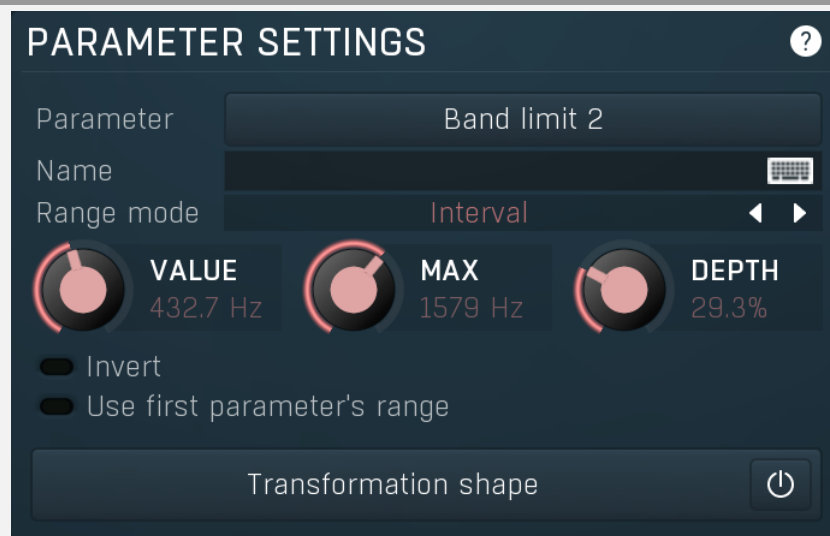 PARAMETER SETTINGS ?
Parameter Band limit 2
Name
Range mode Interval
VALUE MAX DEPTH
432.7 Hz 1579 Hz 29.3%
Invert
Use first parameter's range
Transformation shape